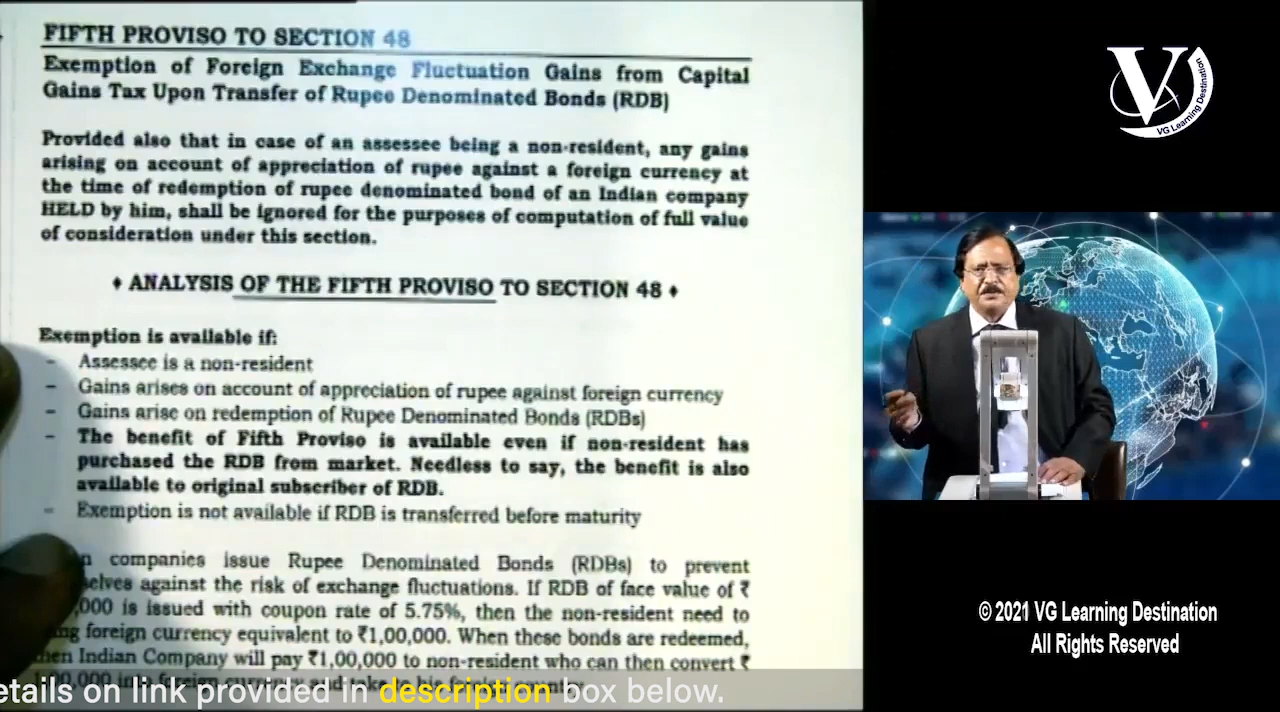 FIFTH PROVISO TO SECTION 48
Exemption of Foreign Exchange Fluctuation Gains from Capital
Gains Tax Upon Transfer of Rupee Denominated Bonds (RDB)
Provided also that in case of an assessee being a non-resident, any gains
arising on account of appreciation of rupee against a foreign currency at
the time of redemption of rupee denominated bond of an Indian company
HELD by him, shall be ignored for the purposes of computation of full value
of consideration under this section.
♦ ANALYSIS OF THE FIFTH PROVISO TO SECTION 48 ♦
Exemption is available if:
- Assessee is a non-resident
- Gains arises on account of appreciation of rupee against foreign currency
- Gains arise on redemption of Rupee Denominated Bonds (RDBs)
- The benefit of Fifth Proviso is available even if non-resident has
purchased the RDB from market. Needless to say, the benefit is also
available to original subscriber of RDB.
- Exemption is not available if RDB is transferred before maturity
companies issue Rupee Denominated Bonds (RDBs) to prevent
against the risk of exchange fluctuations. If RDB of face value of ₹
is issued with coupon rate of 5.75%, then the non-resident need to
foreign currency equivalent to ₹1,00,000. When these bonds are redeemed,
Indian Company will pay ₹1,00,000 to non-resident who can then convert ₹
etails on link provided in description box below.
V
VG Learning Destination
© 2021 VG Learning Destination
All Rights Reserved